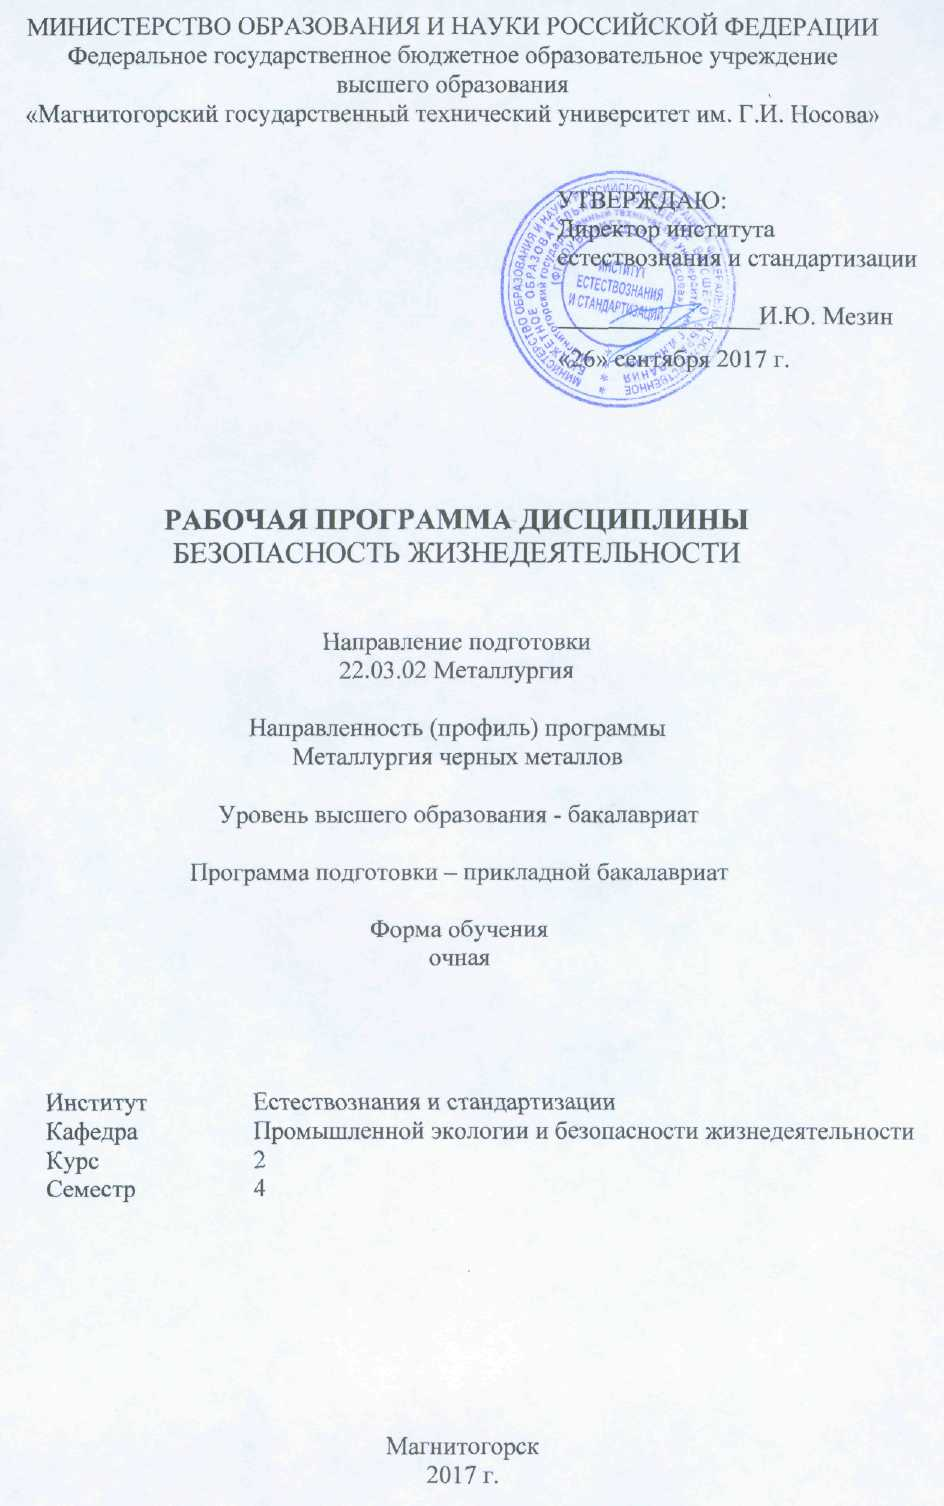 МИНИСТЕРСТВО ОБРАЗОВАНИЯ И НАУКИ РОССИЙСКОЙ ФЕДЕРАЦИИ
Федеральное государственное бюджетное образовательное учреждение
высшего образования
«Магнитогорский государственный технический университет им. Г.И. Носова»
УТВЕРЖДАЮ:
Директор института
естествознания и стандартизации
И.Ю. Мезин
«26» сентября 2017 г.
ИНСТИТУТ
ЕСТЕСТВОЗНАНИЯ
И СТАНДАРТИЗАЦИИ
РАБОЧАЯ ПРОГРАММА ДИСЦИПЛИНЫ
БЕЗОПАСНОСТЬ ЖИЗНЕДЕЯТЕЛЬНОСТИ
Направление подготовки
22.03.02 Металлургия
Направленность (профиль) программы
Металлургия черных металлов
Уровень высшего образования - бакалавриат
Программа подготовки – прикладной бакалавриат
Форма обучения
очная
Институт Естествознания и стандартизации
Кафедра Промышленной экологии и безопасности жизнедеятельности
Курс 2
Семестр 4
Магнитогорск
2017 г.